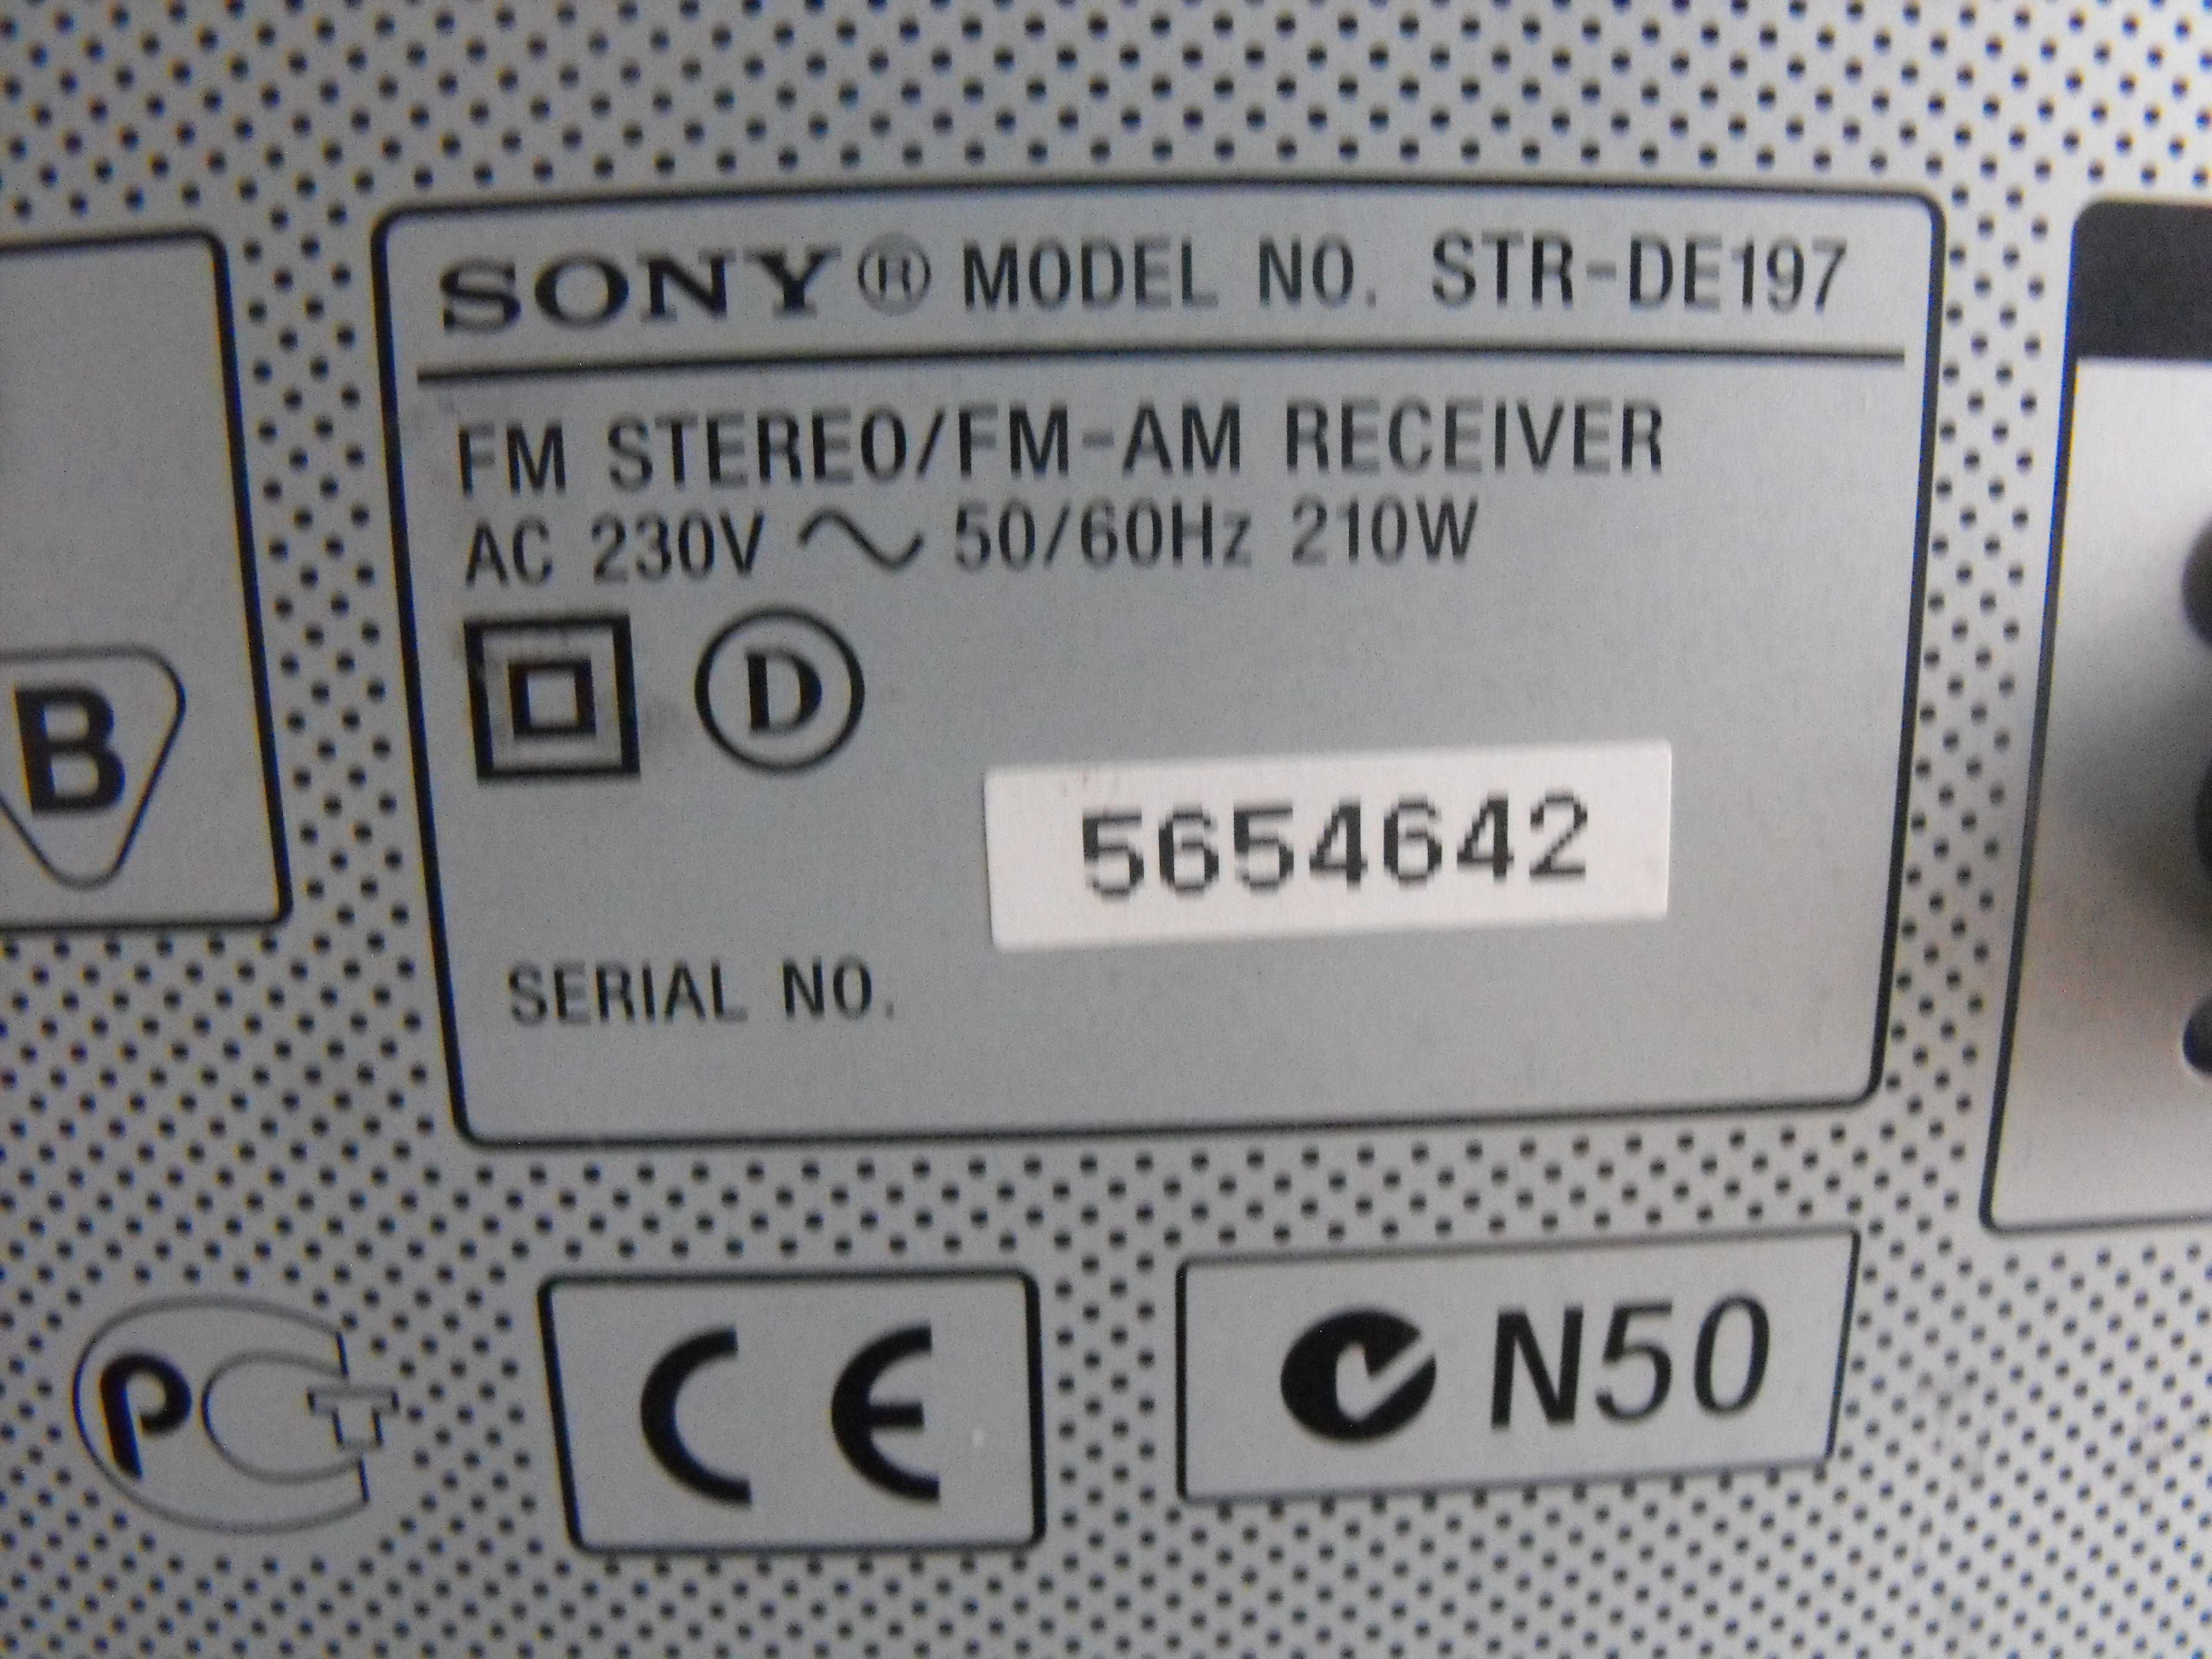 SONY® MODEL NO. STR-DE197
FM STEREO/FM-AM RECEIVER
AC 230V ~ 50/60Hz 210W
D
5654642
SERIAL NO.
B
PCT
CE
N50